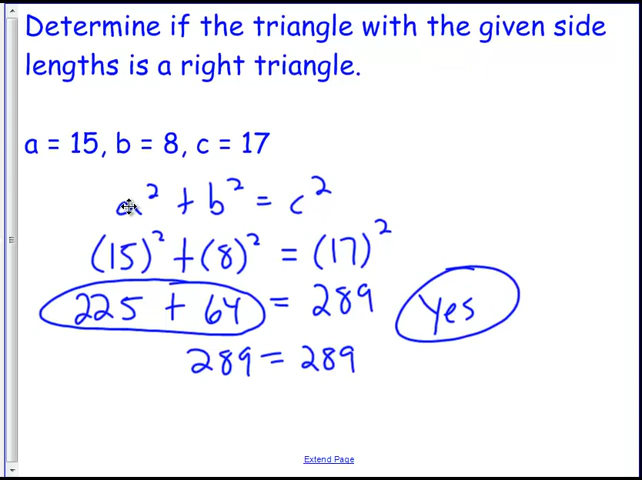 Determine if the triangle with the given side
lengths is a right triangle.
a = 15, b = 8, c = 17
a² + b² = c²
(15)² + (8)² = (17)²
225 + 64 = 289 yes
289 = 289
Extend Page